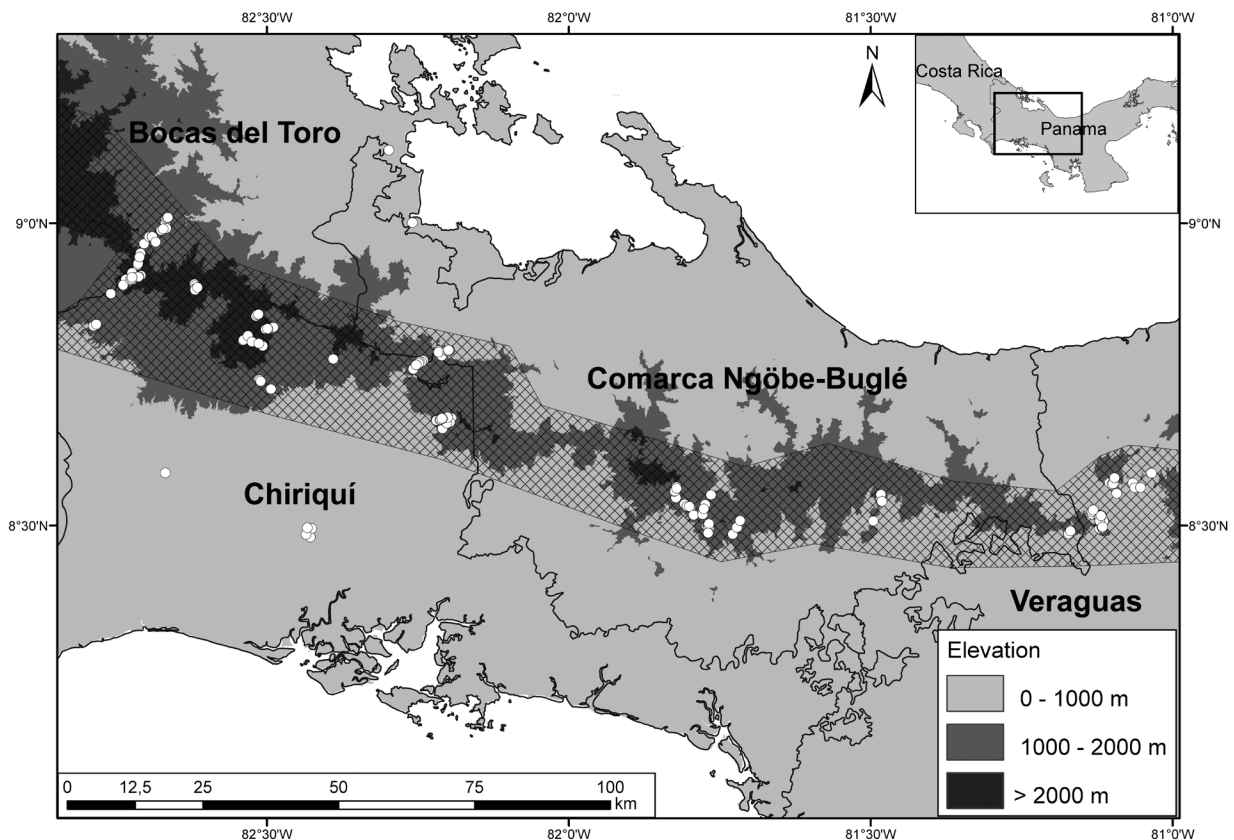 82°30'W 82°0'W 81°30'W 81°0'W
N
Costa Rica
Panama
Bocas del Toro
9°0'N 9°0'N
Comarca Ngöbe-Buglé
Chiriquí
8°30'N 8°30'N
Veraguas
Elevation
0 - 1000 m
1000 - 2000 m
> 2000 m
0 12,5 25 50 75 100
km
82°30'W 82°0'W 81°30'W 81°0'W